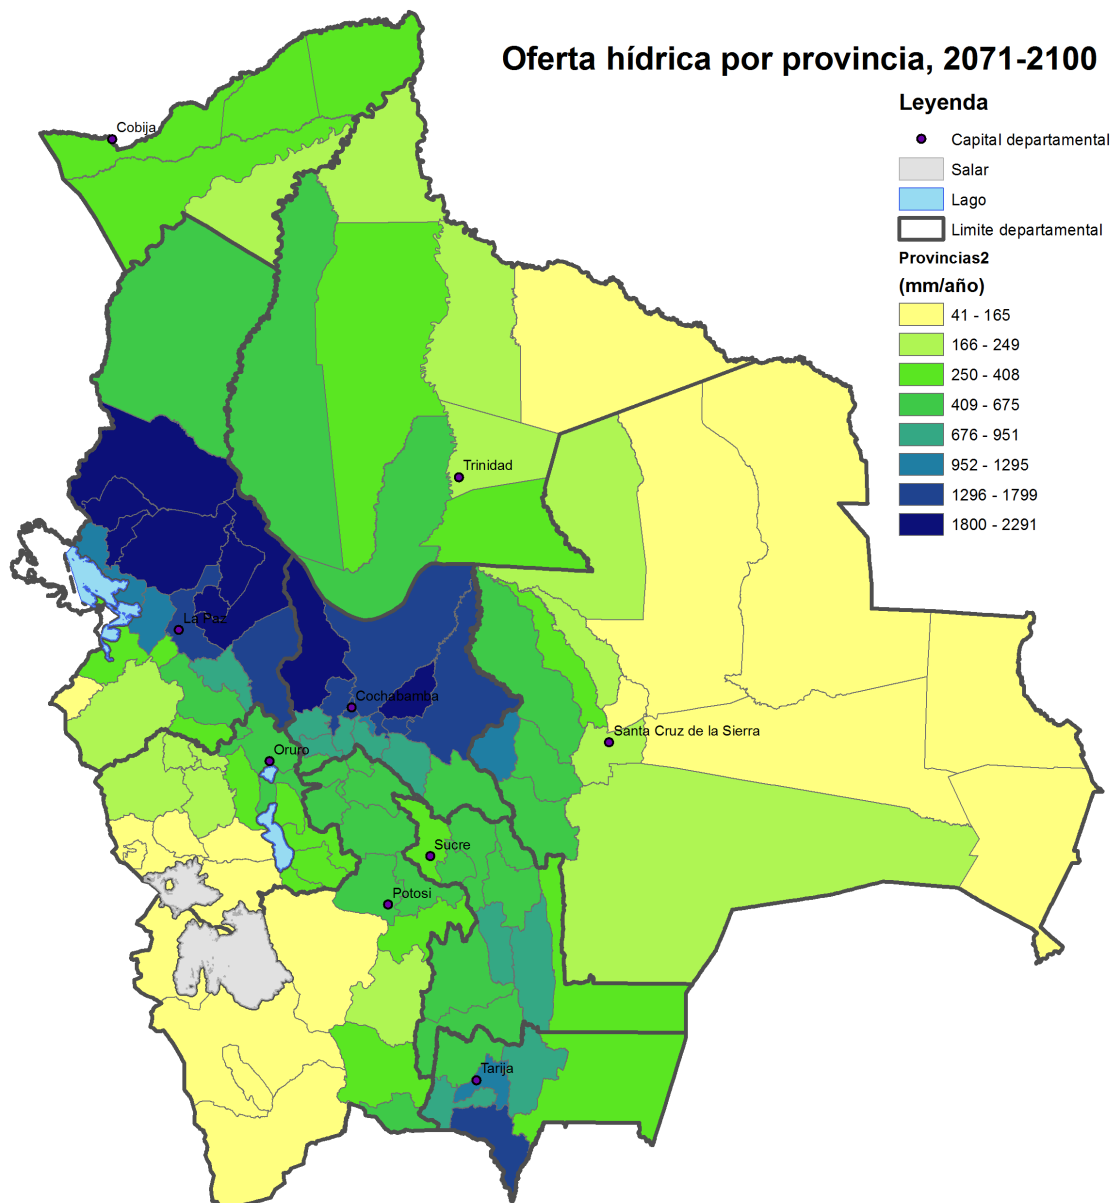 Oferta hídrica por provincia, 2071-2100
Leyenda
Capital departamental
Salar
Lago
Limite departamental
Provincias2
(mm/año)
41 - 165
166 - 249
250 - 408
409 - 675
676 - 951
952 - 1295
1296 - 1799
1800 - 2291
Cobija
Trinidad
La Paz
Cochabamba
Santa Cruz de la Sierra
Oruro
Sucre
Potosi
Tarija